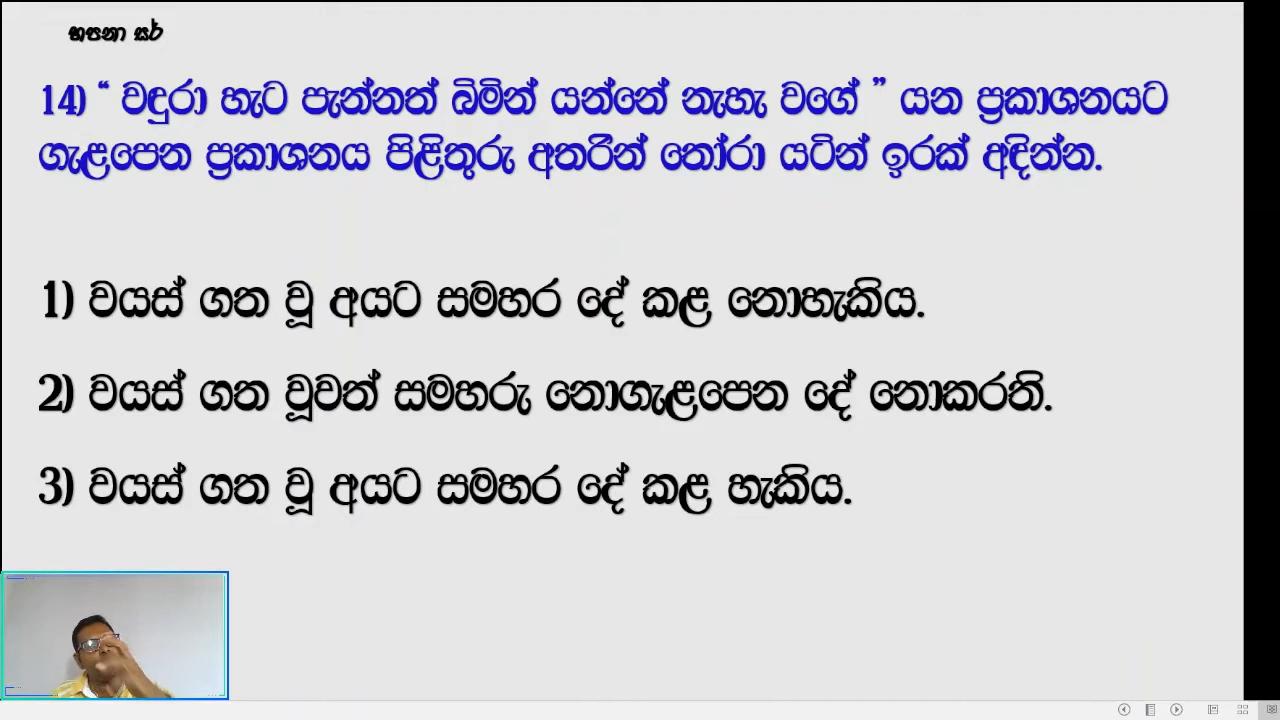 භපනා සර්
14) “ වඳුරා හැට පැන්නත් බිමින් යන්නේ නැහැ වගේ ” යන ප්‍රකාශනයට
ගැළපෙන ප්‍රකාශනය පිළිතුරු අතරින් තෝරා යටින් ඉරක් අඳින්න.
1) වයස් ගත වූ අයට සමහර දේ කළ නොහැකිය.
2) වයස් ගත වූවත් සමහරු නොගැළපෙන දේ නොකරති.
3) වයස් ගත වූ අයට සමහර දේ කළ හැකිය.